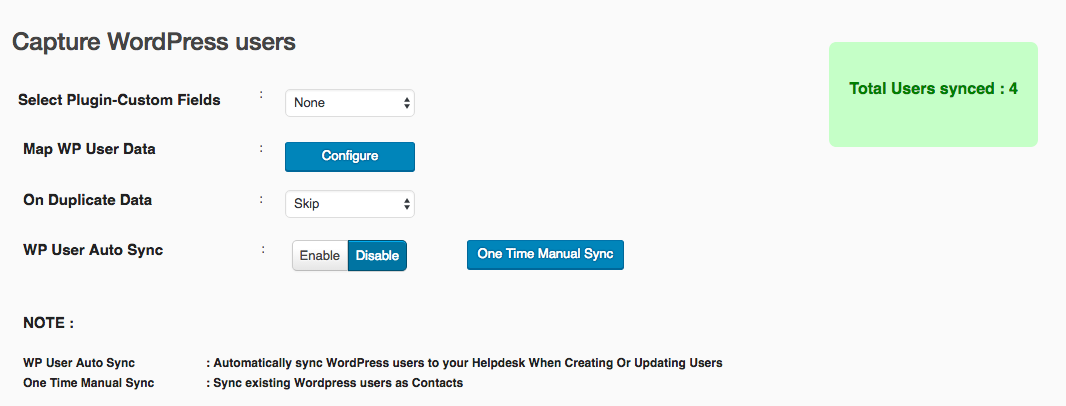 Capture WordPress users
Total Users synced : 4
Select Plugin-Custom Fields : None
Map WP User Data : Configure
On Duplicate Data : Skip
WP User Auto Sync : Enable Disable One Time Manual Sync
NOTE :
WP User Auto Sync : Automatically sync WordPress users to your Helpdesk When Creating Or Updating Users
One Time Manual Sync : Sync existing Wordpress users as Contacts